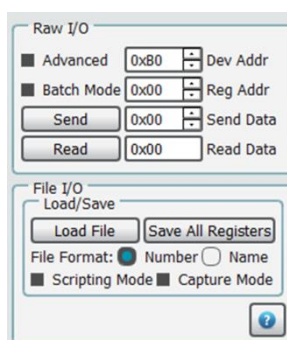 Raw I/O
Advanced 0xB0 Dev Addr
Batch Mode 0x00 Reg Addr
Send 0x00 Send Data
Read 0x00 Read Data
File I/O
Load/Save
Load File Save All Registers
File Format: Number Name
Scripting Mode Capture Mode
?